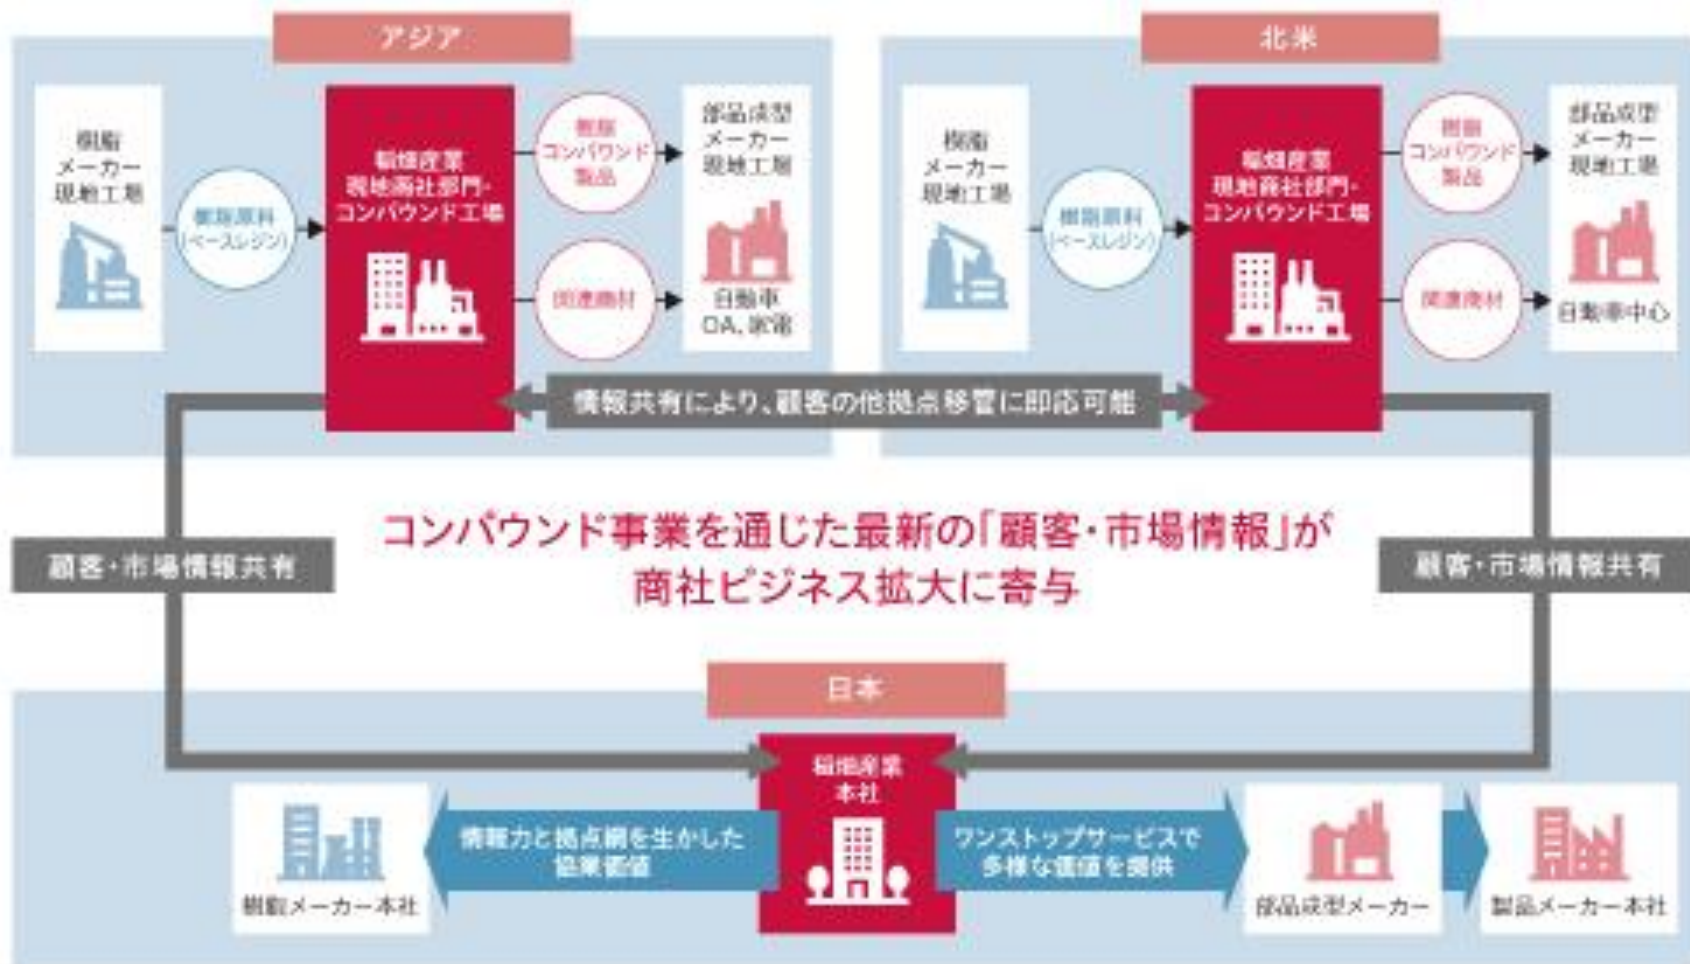 アジア
樹脂
メーカー
現地工場
樹脂原料
(ベースレジン)
稲畑産業
現地商社部門・
コンパウンド工場
樹脂
コンパウンド
製品
関連商材
部品成型
メーカー
現地工場
自動車
OA、家電
北米
樹脂
メーカー
現地工場
樹脂原料
(ベースレジン)
稲畑産業
現地商社部門・
コンパウンド工場
樹脂
コンパウンド
製品
関連商材
部品成型
メーカー
現地工場
自動車中心
情報共有により、顧客の他拠点移管に即応可能
コンパウンド事業を通じた最新の「顧客・市場情報」が
商社ビジネス拡大に寄与
顧客・市場情報共有
顧客・市場情報共有
日本
稲畑産業
本社
樹脂メーカー本社
情報力と拠点網を生かした
協業価値
ワンストップサービスで
多様な価値を提供
部品成型メーカー
製品メーカー本社